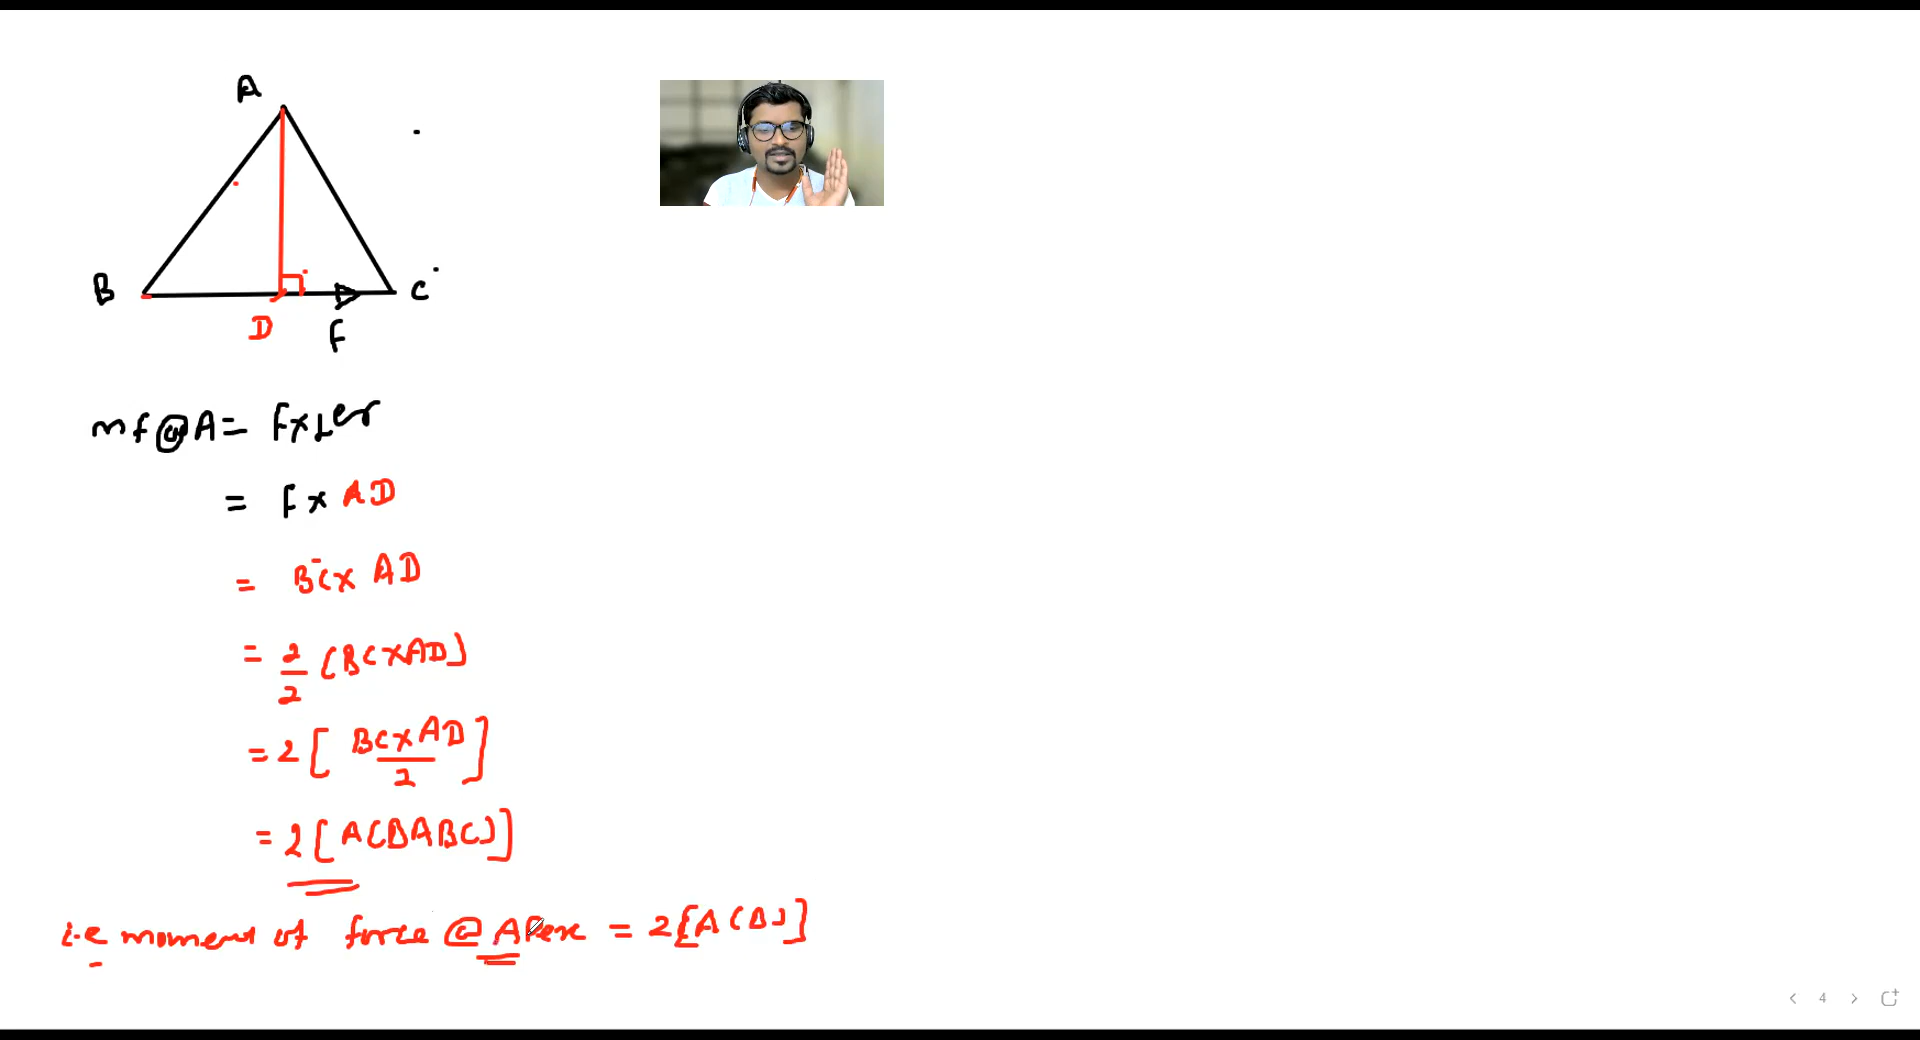 A
B
C
D
F
mf@A = F x ⊥er
= F x AD
= BC x AD
= 2/2 [BC x AD]
= 2 [BC x AD / 2]
= 2 [A(ΔABC)]
i.e moment of force @ APex = 2[A(Δ)]
4